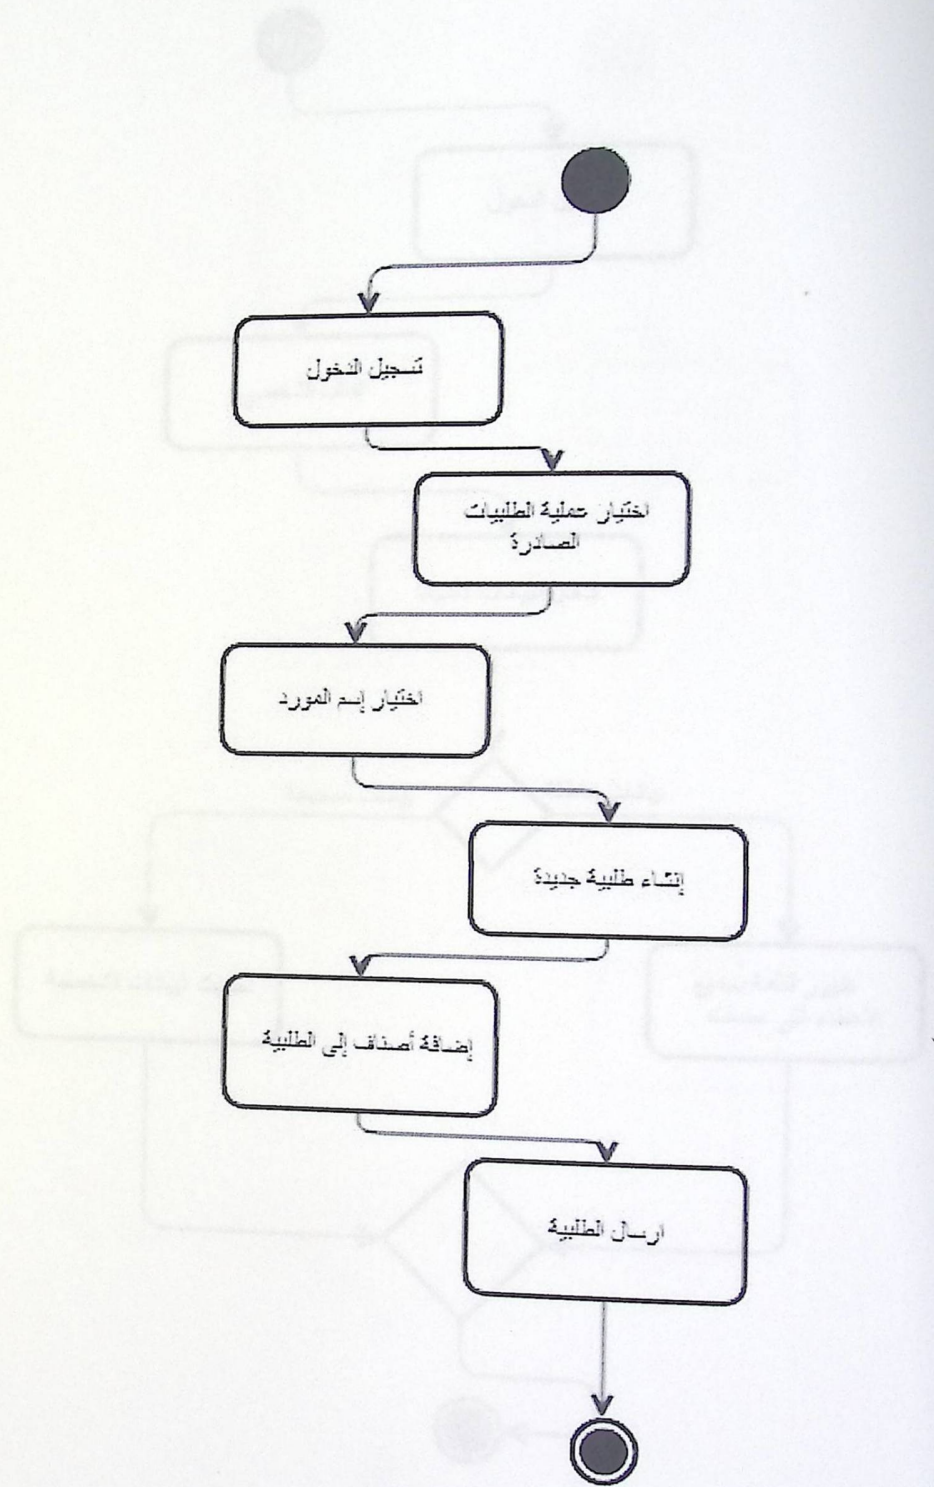 تسجيل الدخول
اختيار عملية الطلبيات
الصادرة
اختيار إسم المورد
إنشاء طلبية جديدة
إضافة أصناف إلى الطلبية
ارسال الطلبية